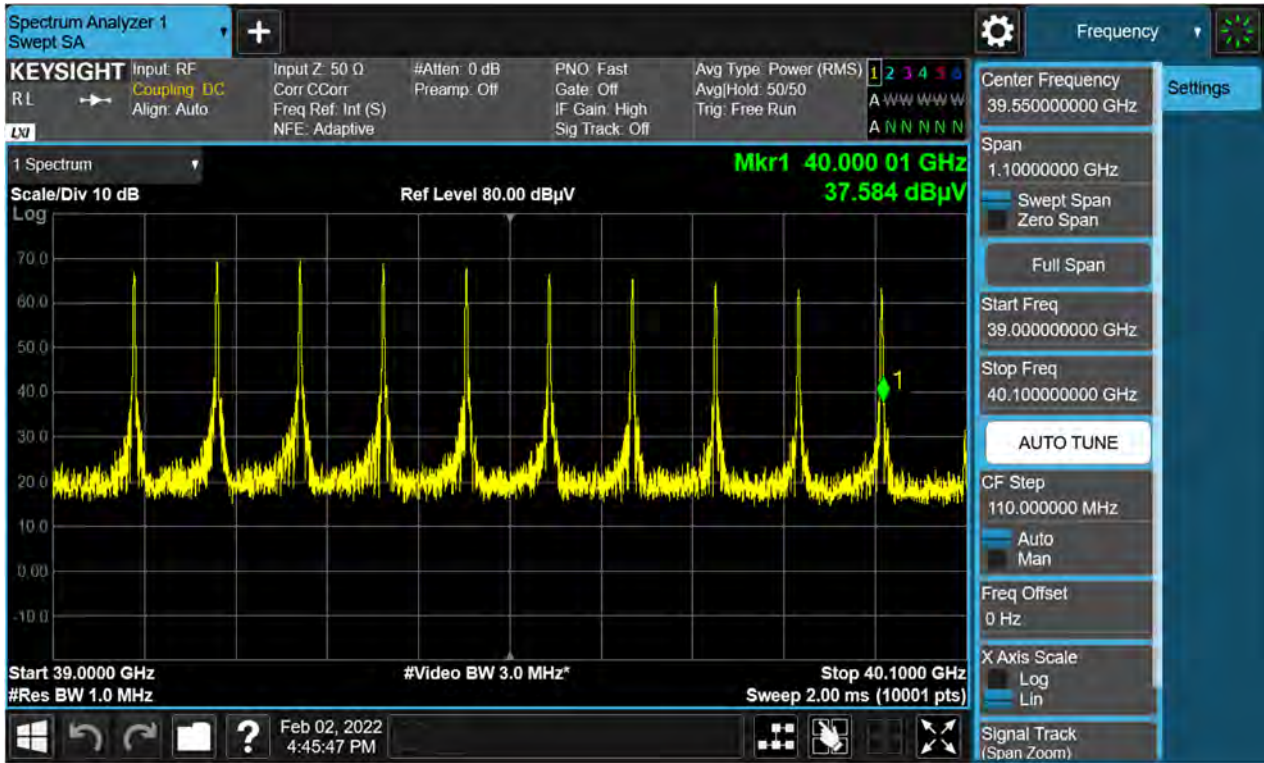 Spectrum Analyzer 1
Swept SA
+
Frequency
KEYSIGHT
RL
LXI
Input: RF
Coupling: DC
Align: Auto
Input Z: 50 Ω
Corr CCorr
Freq Ref: Int (S)
NFE: Adaptive
#Atten: 0 dB
Preamp: Off
PNO: Fast
Gate: Off
IF Gain: High
Sig Track: Off
Avg Type: Power (RMS)
Avg|Hold: 50/50
Trig: Free Run
1 2 3 4 5 6
A W W W W W
A N N N N N
1 Spectrum
Scale/Div 10 dB
Log
Ref Level 80.00 dBµV
Mkr1 40.000 01 GHz
37.584 dBµV
70.0
60.0
50.0
40.0
30.0
20.0
10.0
0.00
-10.0
1
Start 39.0000 GHz
#Res BW 1.0 MHz
#Video BW 3.0 MHz*
Stop 40.1000 GHz
Sweep 2.00 ms (10001 pts)
?
Feb 02, 2022
4:45:47 PM
Center Frequency
39.550000000 GHz
Span
1.10000000 GHz
Swept Span
Zero Span
Full Span
Start Freq
39.000000000 GHz
Stop Freq
40.100000000 GHz
AUTO TUNE
CF Step
110.000000 MHz
Auto
Man
Freq Offset
0 Hz
X Axis Scale
Log
Lin
Signal Track
(Span Zoom)
Settings